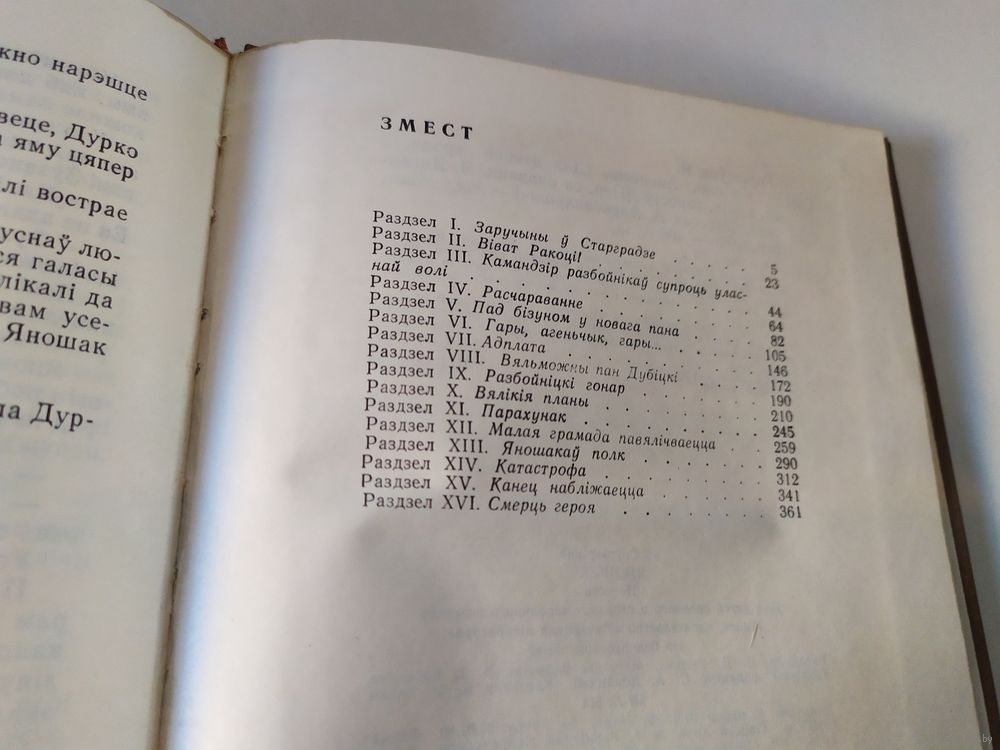 кно нарэшце
веце, Дурко
яму цяпер
лі вострае
уснаў лю-
ся галасы
лікалі да
вам усе-
Яношак
ла Дур-
ЗМЕСТ
Раздзел I. Заручыны ў Старградзе . . . . . 5
Раздзел II. Віват Ракоці! . . . . . . . . 23
Раздзел III. Камандзір разбойнікаў супроць улас-
най волі . . . . . . . . . . . 44
Раздзел IV. Расчараванне . . . . . . . 64
Раздзел V. Пад бізуном у новага пана . . . . 82
Раздзел VI. Гары, агеньчык, гары... . . . . . 105
Раздзел VII. Адплата . . . . . . . . . 146
Раздзел VIII. Вяльможны пан Дубіцкі . . . . 172
Раздзел IX. Разбойніцкі гонар . . . . . . 190
Раздзел X. Вялікія планы . . . . . . . . 210
Раздзел XI. Парахунак . . . . . . . . . 245
Раздзел XII. Малая грамада павялічваецца . . 259
Раздзел XIII. Яношакаў полк . . . . . . 290
Раздзел XIV. Катастрофа . . . . . . . . 312
Раздзел XV. Канец набліжаецца . . . . . 341
Раздзел XVI. Смерць героя . . . . . . . 361